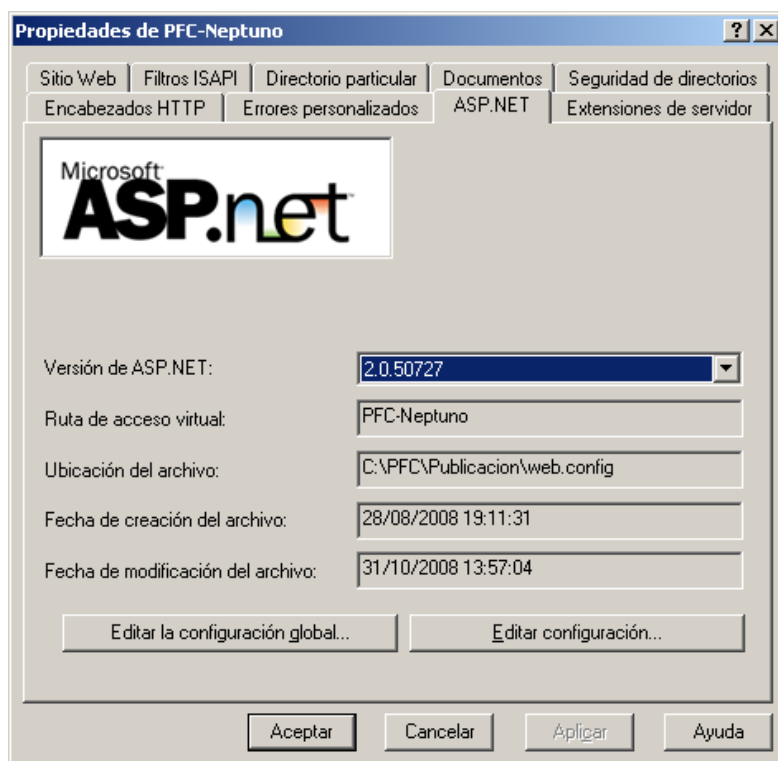 Propiedades de PFC-Neptuno
Sitio Web Filtros ISAPI Directorio particular Documentos Seguridad de directorios
Encabezados HTTP Errores personalizados ASP.NET Extensiones de servidor
Microsoft
ASP.net
Versión de ASP.NET: 2.0.50727
Ruta de acceso virtual: PFC-Neptuno
Ubicación del archivo: C:\PFC\Publicacion\web.config
Fecha de creación del archivo: 28/08/2008 19:11:31
Fecha de modificación del archivo: 31/10/2008 13:57:04
Editar la configuración global... Editar configuración...
Aceptar Cancelar Aplicar Ayuda